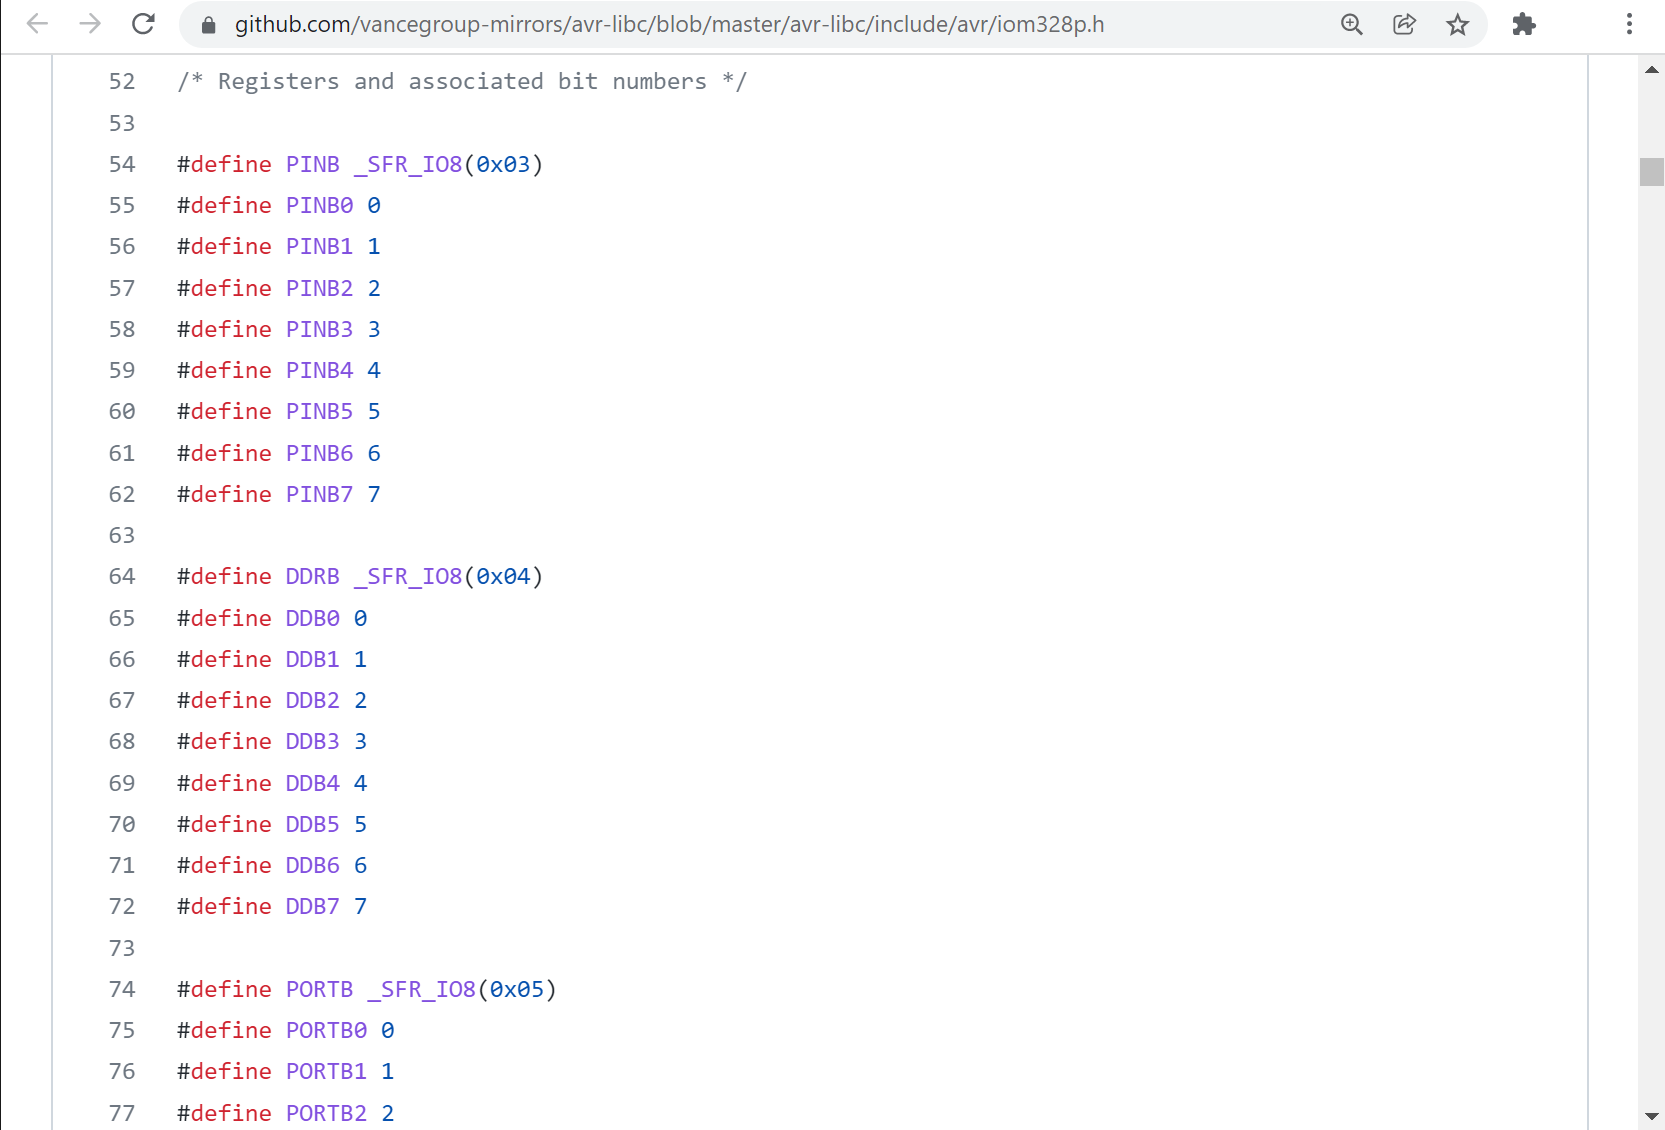 github.com/vancegroup-mirrors/avr-libc/blob/master/avr-libc/include/avr/iom328p.h
52 /* Registers and associated bit numbers */
53
54 #define PINB _SFR_IO8(0x03)
55 #define PINB0 0
56 #define PINB1 1
57 #define PINB2 2
58 #define PINB3 3
59 #define PINB4 4
60 #define PINB5 5
61 #define PINB6 6
62 #define PINB7 7
63
64 #define DDRB _SFR_IO8(0x04)
65 #define DDB0 0
66 #define DDB1 1
67 #define DDB2 2
68 #define DDB3 3
69 #define DDB4 4
70 #define DDB5 5
71 #define DDB6 6
72 #define DDB7 7
73
74 #define PORTB _SFR_IO8(0x05)
75 #define PORTB0 0
76 #define PORTB1 1
77 #define PORTB2 2